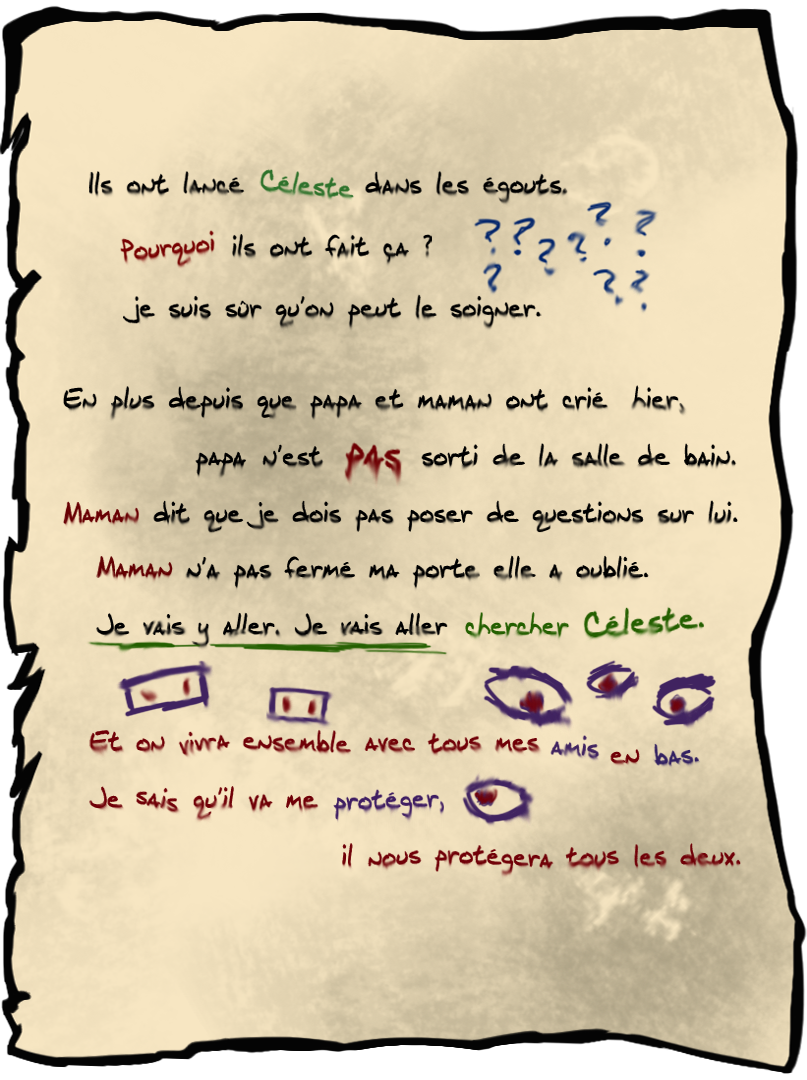 Ils ont lancé Céleste dans les égouts.
Pourquoi ils ont fait ça ? ? ? ? ? ? ?
? ? ?
je suis sûr qu'on peut le soigner.
En plus depuis que papa et maman ont crié hier,
papa n'est PAS sorti de la salle de bain.
Maman dit que je dois pas poser de questions sur lui.
Maman n'a pas fermé ma porte elle a oublié.
Je vais y aller. Je vais aller chercher Céleste.
Et on vivra ensemble avec tous mes amis en bas.
Je sais qu'il va me protéger,
il nous protégera tous les deux.